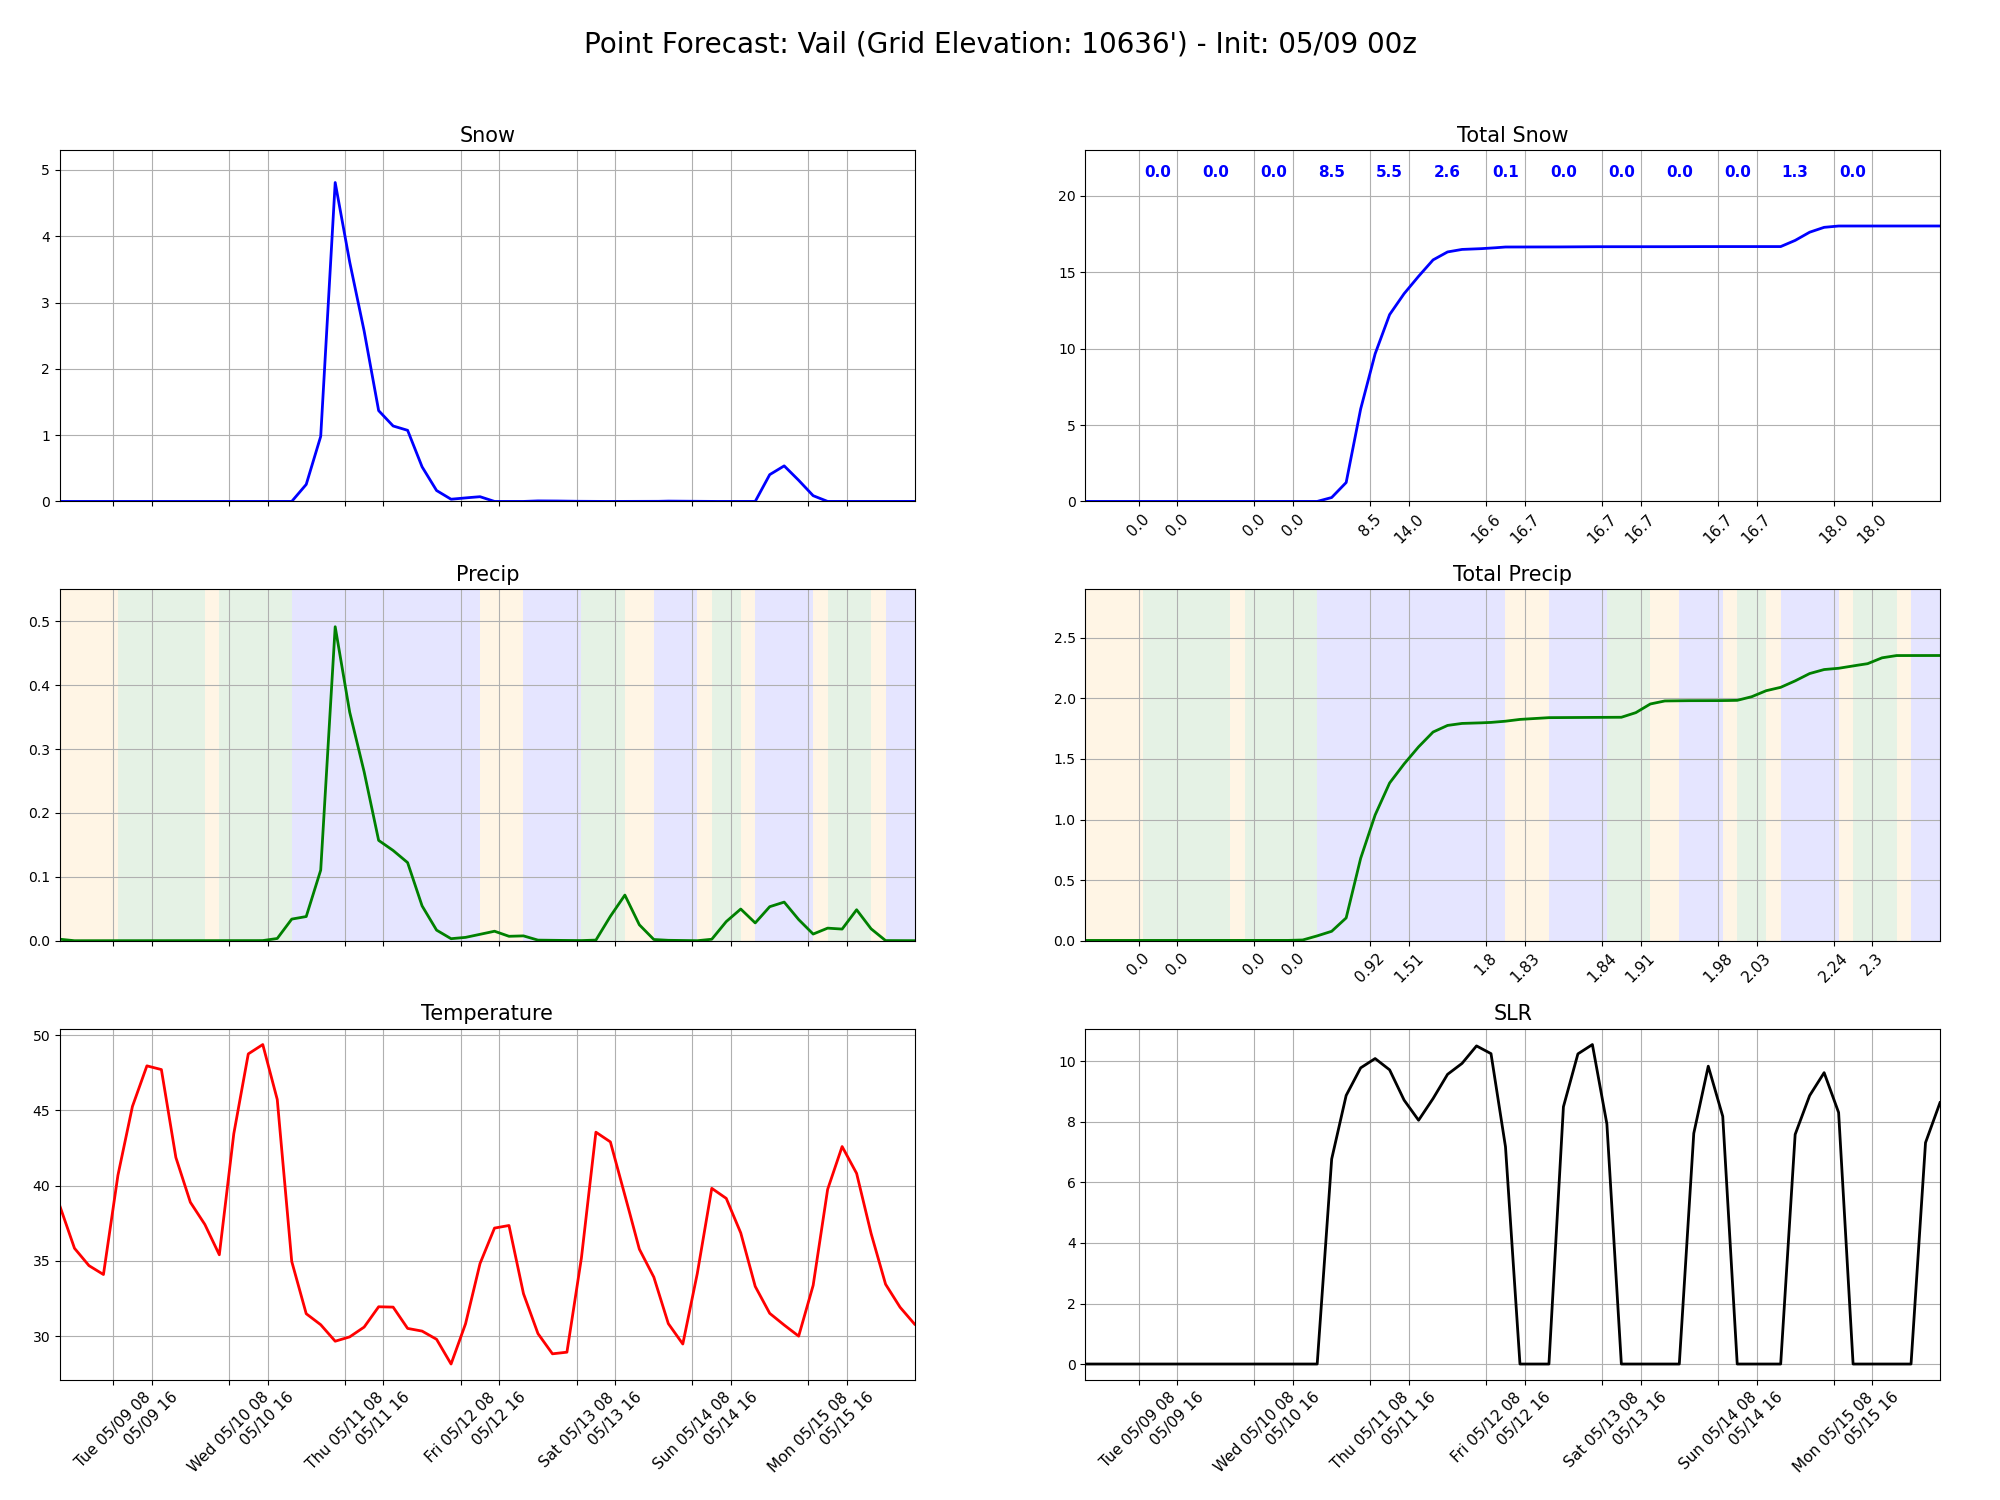 Point Forecast: Vail (Grid Elevation: 10636') - Init: 05/09 00z
Snow
5
4
3
2
1
0
Total Snow
0.0 0.0 0.0 8.5 5.5 2.6 0.1 0.0 0.0 0.0 0.0 1.3 0.0
20
15
10
5
0
0.0 0.0 0.0 0.0 8.5 14.0 16.6 16.7 16.7 16.7 16.7 16.7 18.0 18.0
Precip
0.5
0.4
0.3
0.2
0.1
0.0
Total Precip
2.5
2.0
1.5
1.0
0.5
0.0
0.0 0.0 0.0 0.0 0.92 1.51 1.8 1.83 1.84 1.91 1.98 2.03 2.24 2.3
Temperature
50
45
40
35
30
Tue 05/09 08
05/09 16
Wed 05/10 08
05/10 16
Thu 05/11 08
05/11 16
Fri 05/12 08
05/12 16
Sat 05/13 08
05/13 16
Sun 05/14 08
05/14 16
Mon 05/15 08
05/15 16
SLR
10
8
6
4
2
0
Tue 05/09 08
05/09 16
Wed 05/10 08
05/10 16
Thu 05/11 08
05/11 16
Fri 05/12 08
05/12 16
Sat 05/13 08
05/13 16
Sun 05/14 08
05/14 16
Mon 05/15 08
05/15 16